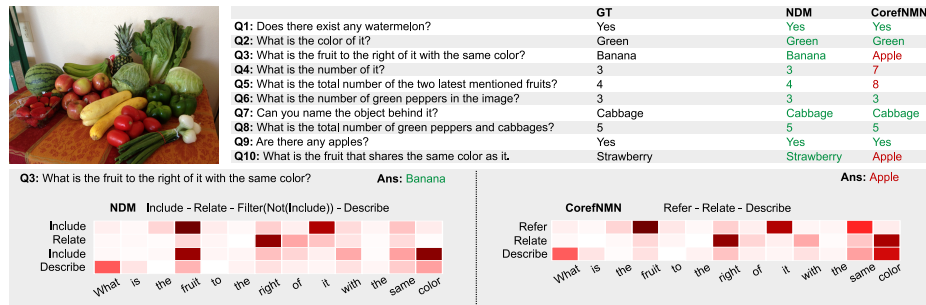 GT NDM CorefNMN
Q1: Does there exist any watermelon? Yes Yes Yes
Q2: What is the color of it? Green Green Green
Q3: What is the fruit to the right of it with the same color? Banana Banana Apple
Q4: What is the number of it? 3 3 7
Q5: What is the total number of the two latest mentioned fruits? 4 4 8
Q6: What is the number of green peppers in the image? 3 3 3
Q7: Can you name the object behind it? Cabbage Cabbage Cabbage
Q8: What is the total number of green peppers and cabbages? 5 5 5
Q9: Are there any apples? Yes Yes Yes
Q10: What is the fruit that shares the same color as it. Strawberry Strawberry Apple
Q3: What is the fruit to the right of it with the same color? Ans: Banana
NDM Include - Relate - Filter(Not(Include)) - Describe
Include
Relate
Include
Describe
What is the fruit to the right of it with the same color
Ans: Apple
CorefNMN Refer - Relate - Describe
Refer
Relate
Describe
What is the fruit to the right of it with the same color